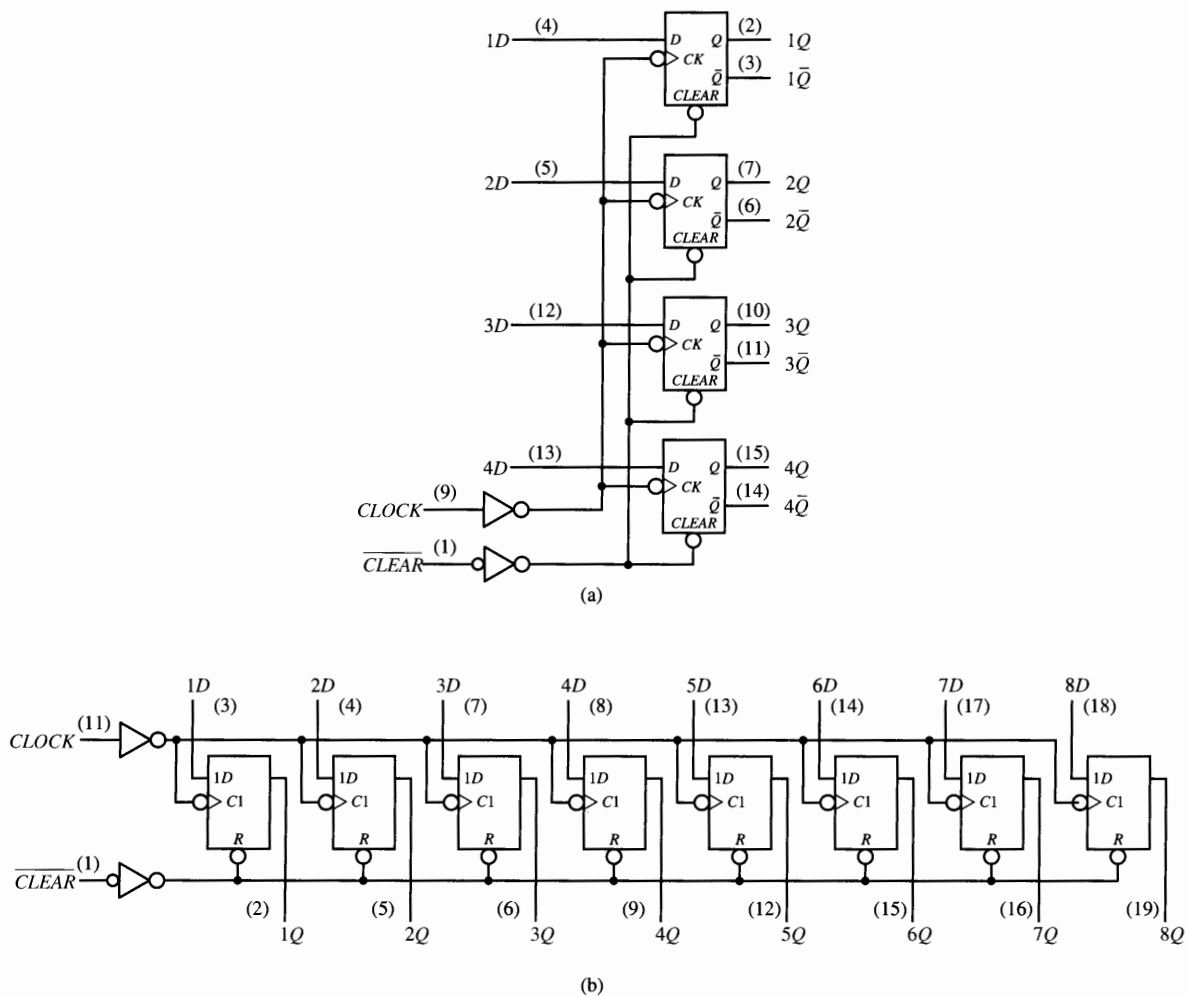 1D (4) D Q (2) 1Q
CK
Q̄ (3) 1Q̄
CLEAR
2D (5) D Q (7) 2Q
CK
Q̄ (6) 2Q̄
CLEAR
3D (12) D Q (10) 3Q
CK
Q̄ (11) 3Q̄
CLEAR
4D (13) D Q (15) 4Q
CK
Q̄ (14) 4Q̄
CLOCK (9)
CLEAR
C̅L̅E̅A̅R̅ (1)
(a)
1D 2D 3D 4D 5D 6D 7D 8D
(3) (4) (7) (8) (13) (14) (17) (18)
CLOCK (11)
1D 1D 1D 1D 1D 1D 1D 1D
C1 C1 C1 C1 C1 C1 C1 C1
R R R R R R R R
C̅L̅E̅A̅R̅ (1)
(2) (5) (6) (9) (12) (15) (16) (19)
1Q 2Q 3Q 4Q 5Q 6Q 7Q 8Q
(b)